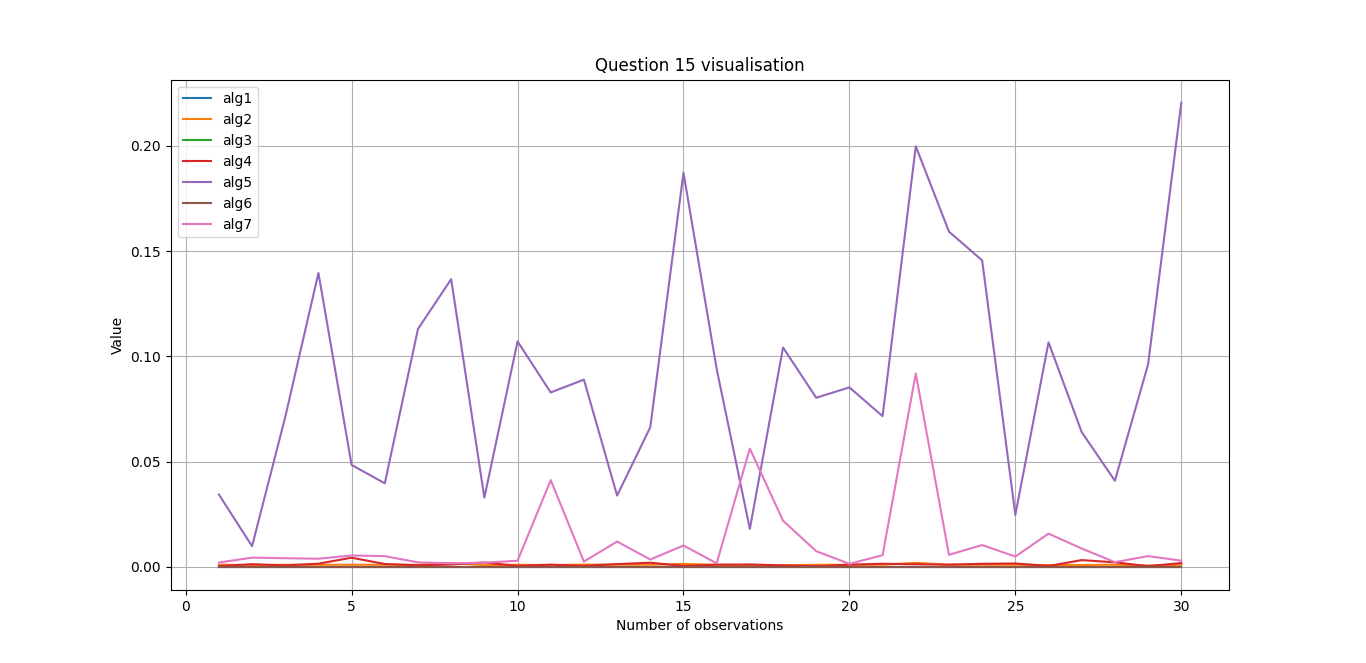 Question 15 visualisation
alg1
alg2
alg3
alg4
alg5
alg6
alg7
Value
0.20
0.15
0.10
0.05
0.00
0 5 10 15 20 25 30
Number of observations